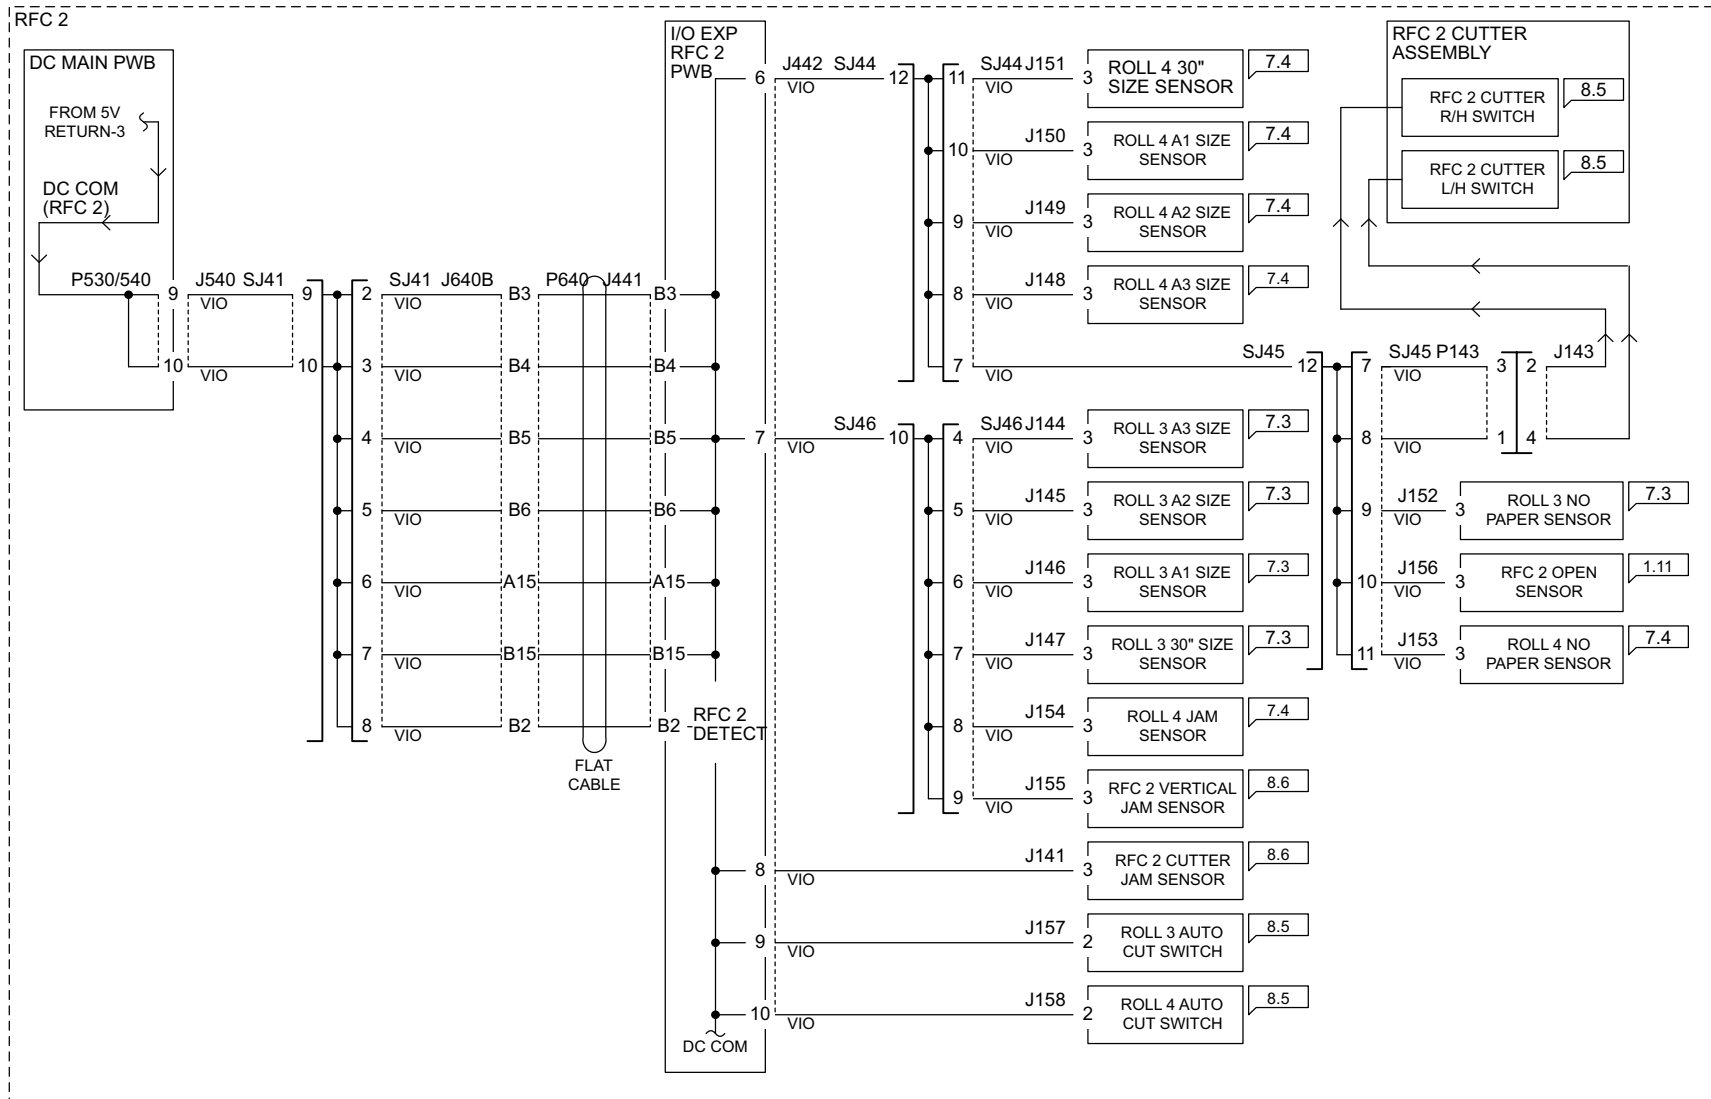 RFC 2
DC MAIN PWB
FROM 5V
RETURN-3
DC COM
(RFC 2)
P530/540
9
J540
SJ41
VIO
9
10
VIO
10
2
SJ41
J640B
VIO
B3
P640
J441
B3
3
VIO
B4
B4
4
VIO
B5
B5
5
VIO
B6
B6
6
VIO
A15
A15
7
VIO
B15
B15
8
VIO
B2
B2
FLAT
CABLE
I/O EXP
RFC 2
PWB
RFC 2
DETECT
DC COM
6
J442
SJ44
VIO
12
11
SJ44
J151
VIO
3
ROLL 4 30"
SIZE SENSOR
7.4
10
J150
VIO
3
ROLL 4 A1 SIZE
SENSOR
7.4
9
J149
VIO
3
ROLL 4 A2 SIZE
SENSOR
7.4
8
J148
VIO
3
ROLL 4 A3 SIZE
SENSOR
7.4
7
VIO
SJ45
12
7
VIO
SJ46
10
4
SJ46
J144
VIO
3
ROLL 3 A3 SIZE
SENSOR
7.3
5
J145
VIO
3
ROLL 3 A2 SIZE
SENSOR
7.3
6
J146
VIO
3
ROLL 3 A1 SIZE
SENSOR
7.3
7
J147
VIO
3
ROLL 3 30" SIZE
SENSOR
7.3
8
J154
VIO
3
ROLL 4 JAM
SENSOR
7.4
9
J155
VIO
3
RFC 2 VERTICAL
JAM SENSOR
8.6
8
VIO
J141
3
RFC 2 CUTTER
JAM SENSOR
8.6
9
VIO
J157
2
ROLL 3 AUTO
CUT SWITCH
8.5
10
VIO
J158
2
ROLL 4 AUTO
CUT SWITCH
8.5
RFC 2 CUTTER
ASSEMBLY
RFC 2 CUTTER
R/H SWITCH
8.5
RFC 2 CUTTER
L/H SWITCH
8.5
7
SJ45
P143
VIO
3
2
J143
8
VIO
1
4
9
J152
VIO
3
ROLL 3 NO
PAPER SENSOR
7.3
10
J156
VIO
3
RFC 2 OPEN
SENSOR
1.11
11
J153
VIO
3
ROLL 4 NO
PAPER SENSOR
7.4